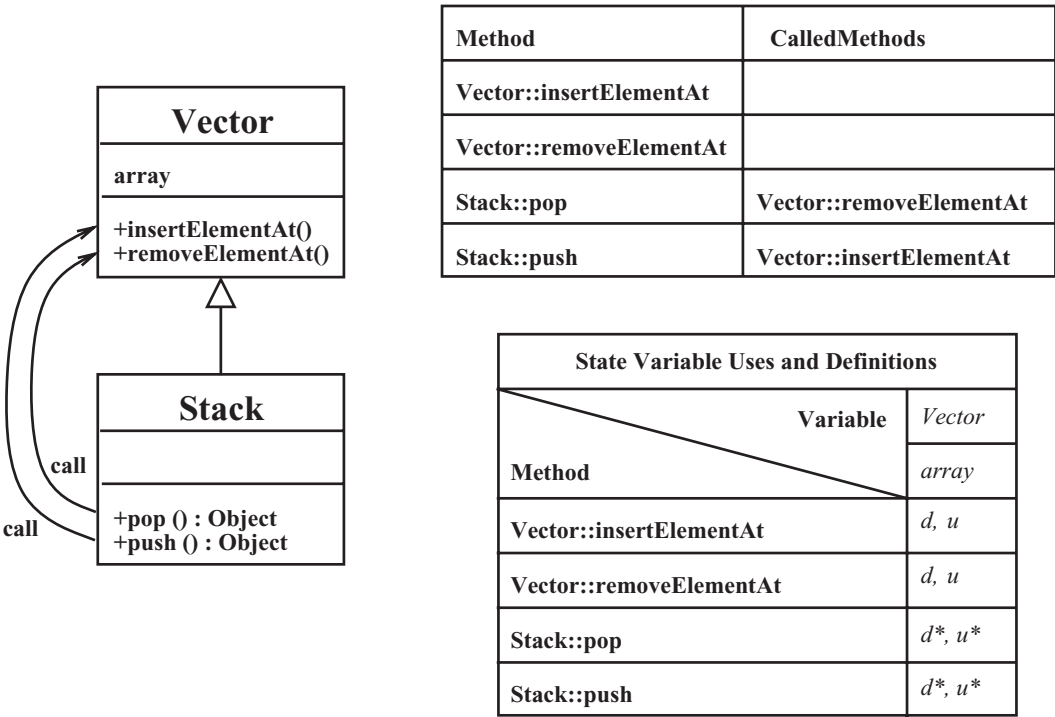 Vector
array
+insertElementAt()
+removeElementAt()
Stack
+pop () : Object
+push () : Object
call
call
Method CalledMethods
Vector::insertElementAt
Vector::removeElementAt
Stack::pop Vector::removeElementAt
Stack::push Vector::insertElementAt
State Variable Uses and Definitions
Variable Vector
Method array
Vector::insertElementAt d, u
Vector::removeElementAt d, u
Stack::pop d*, u*
Stack::push d*, u*